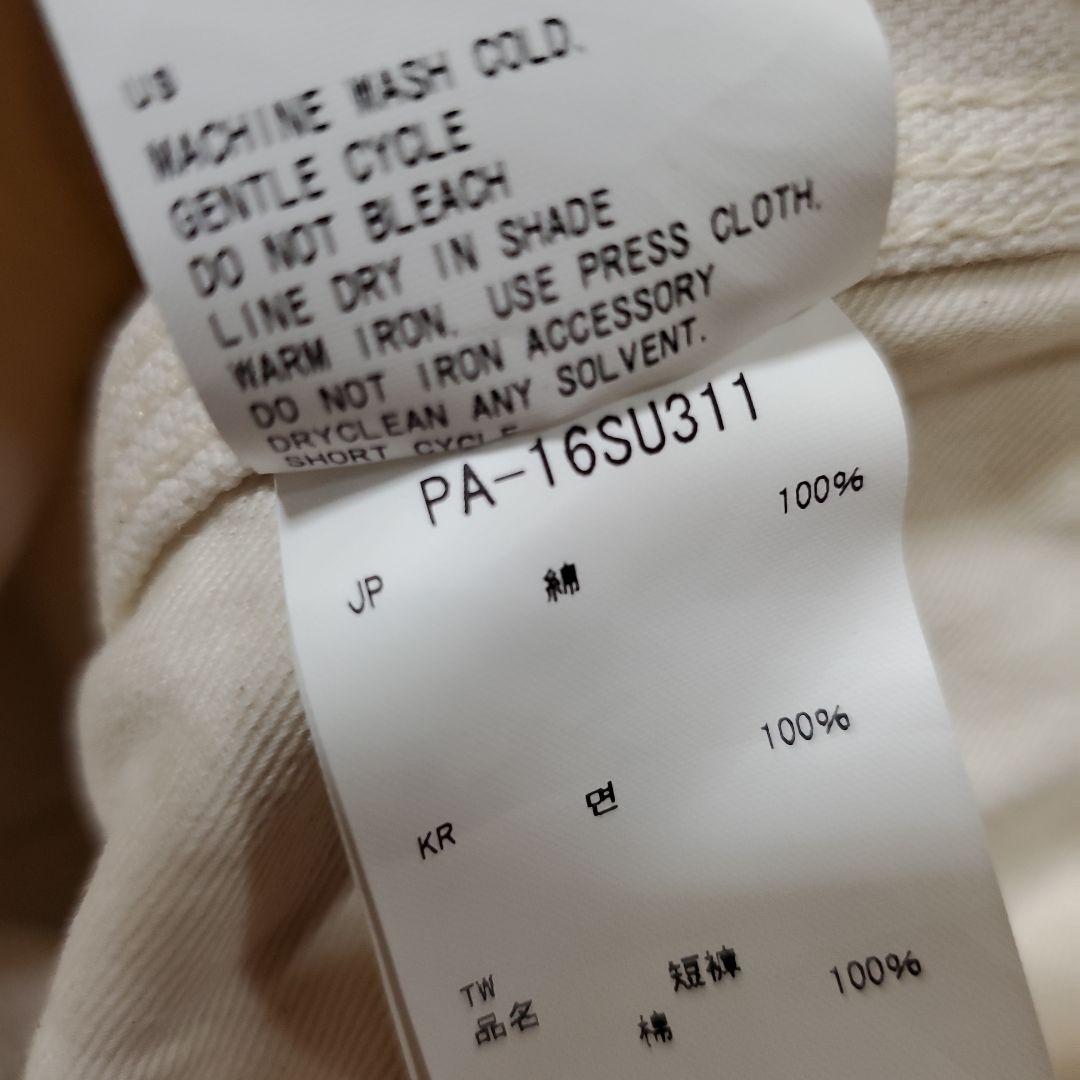 US
MACHINE WASH COLD.
GENTLE CYCLE
DO NOT BLEACH
LINE DRY IN SHADE
WARM IRON. USE PRESS CLOTH.
DO NOT IRON ACCESSORY
DRYCLEAN ANY SOLVENT.
SHORT CYCLE
PA-16SU311
JP 綿 100%
KR 면 100%
TW
品名 短褲
棉 100%